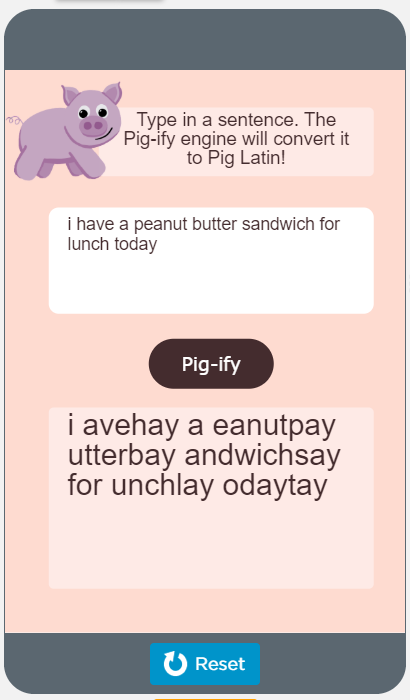 Type in a sentence. The
Pig-ify engine will convert it
to Pig Latin!
i have a peanut butter sandwich for
lunch today
Pig-ify
i avehay a eanutpay
utterbay andwichsay
for unchlay odaytay
Reset